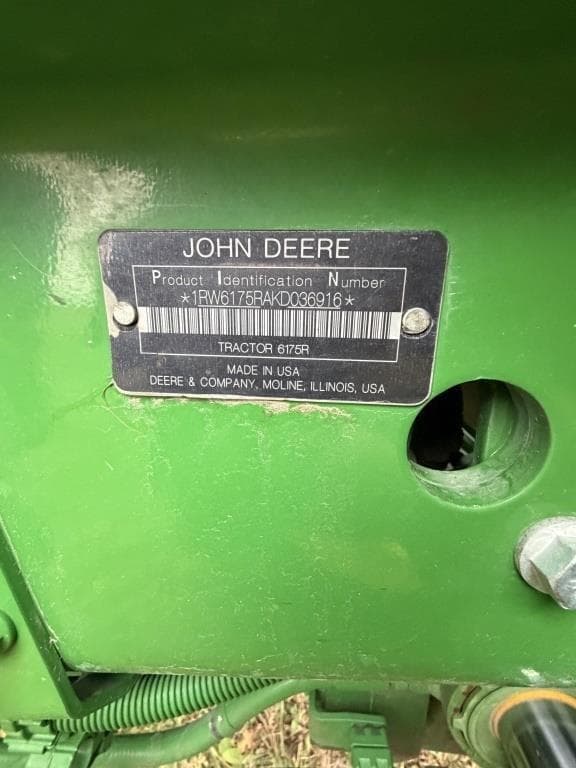 JOHN DEERE
Product Identification Number
*1RW6175RAKD036916*
TRACTOR 6175R
MADE IN USA
DEERE & COMPANY, MOLINE, ILLINOIS, USA